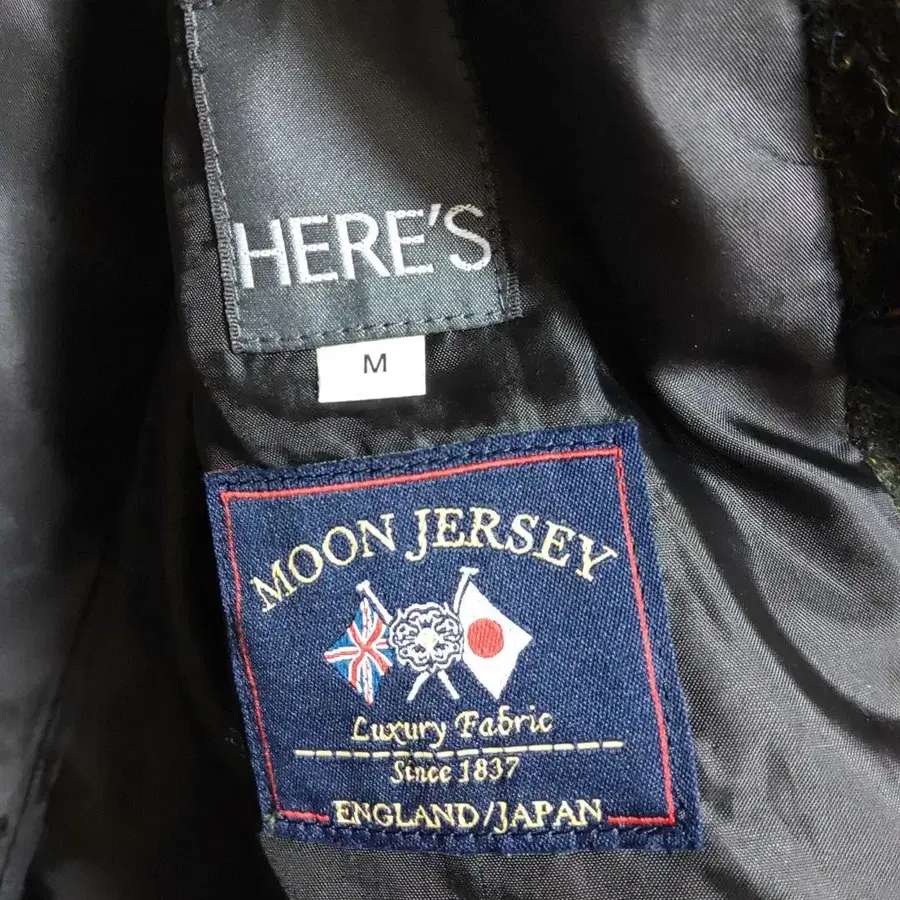 HERE'S
M
MOON JERSEY
Luxury Fabric
Since 1837
ENGLAND/JAPAN